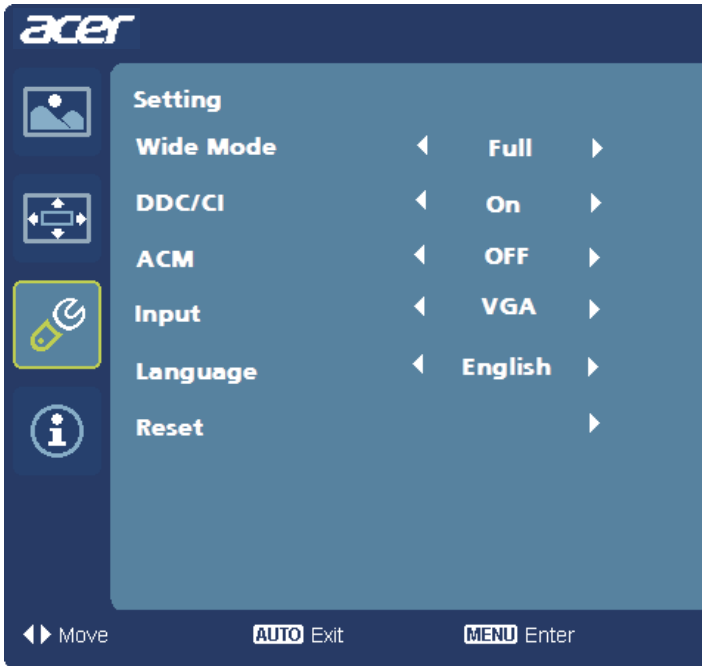 acer
Setting
Wide Mode Full
DDC/CI On
ACM OFF
Input VGA
Language English
Reset
Move AUTO Exit MENU Enter